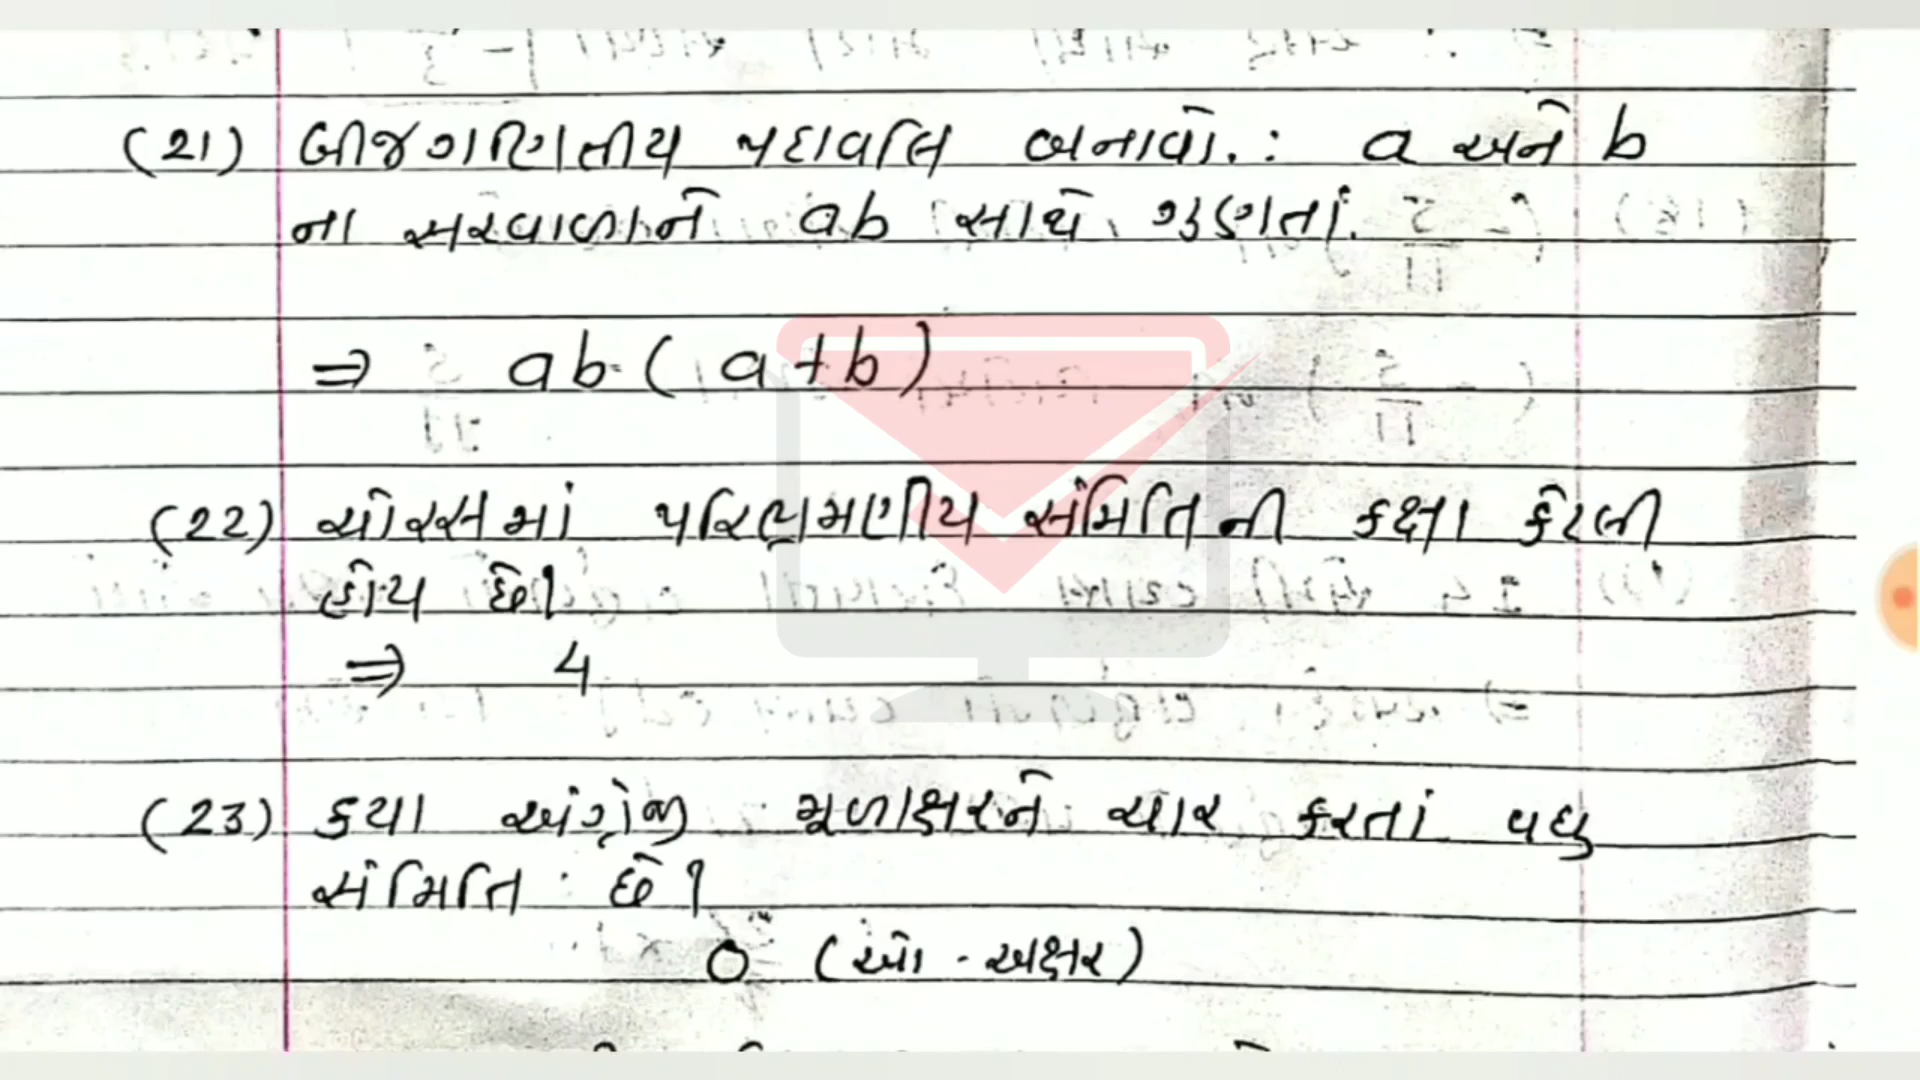 (21) બીજગણિતીય પદાવલિ બનાવો. : a અને b
ના સરવાળાને ab સાથે ગુણતાં.
⇒ ab (a+b)
(22) ચોરસમાં પરિભ્રમણીય સંમિતિ ની કક્ષા કેટલી
હોય છે?
⇒ 4
(23) કયા અંગ્રેજી મૂળાક્ષરને ચાર કરતાં વધુ
સંમિતિ છે?
O (ઓ - અક્ષર)